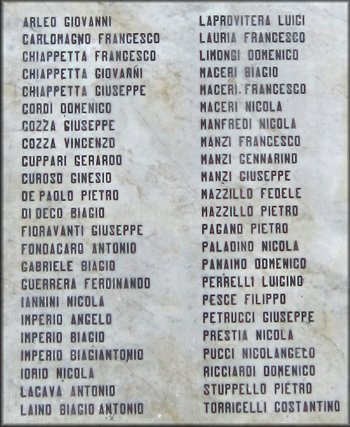 ARLEO GIOVANNI
CARLOMAGNO FRANCESCO
CHIAPPETTA FRANCESCO
CHIAPPETTA GIOVANNI
CHIAPPETTA GIUSEPPE
CORDÌ DOMENICO
COZZA GIUSEPPE
COZZA VINCENZO
CUPPARI GERARDO
CUROSO GINESIO
DE PAOLO PIETRO
DI DECO BIAGIO
FIORAVANTI GIUSEPPE
FONDACARO ANTONIO
GABRIELE BIAGIO
GUERRERA FERDINANDO
IANNINI NICOLA
IMPERIO ANGELO
IMPERIO BIAGIO
IMPERIO BIAGIANTONIO
IORIO NICOLA
LACAVA ANTONIO
LAINO BIAGIO ANTONIO
LAPROVITERA LUIGI
LAURIA FRANCESCO
LIMONGI DOMENICO
MACERI BIAGIO
MACERI FRANCESCO
MACERI NICOLA
MANFREDI NICOLA
MANZI FRANCESCO
MANZI GENNARINO
MANZI GIUSEPPE
MAZZILLO FEDELE
MAZZILLO PIETRO
PAGANO PIETRO
PALADINO NICOLA
PANAIMO DOMENICO
PERRELLI LUIGINO
PESCE FILIPPO
PETRUCCI GIUSEPPE
PRESTIA NICOLA
PUCCI NICOLANGELO
RICCIARDI DOMENICO
STUPPELLO PIETRO
TORRICELLI COSTANTINO